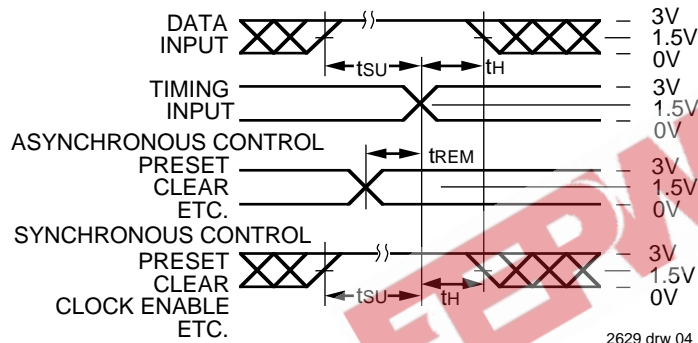 DATA
INPUT
3V
1.5V
0V
tSU
tH
TIMING
INPUT
3V
1.5V
0V
ASYNCHRONOUS CONTROL
PRESET
CLEAR
ETC.
tREM
3V
1.5V
0V
SYNCHRONOUS CONTROL
PRESET
CLEAR
CLOCK ENABLE
ETC.
tSU
tH
3V
1.5V
0V
2629 drw 04